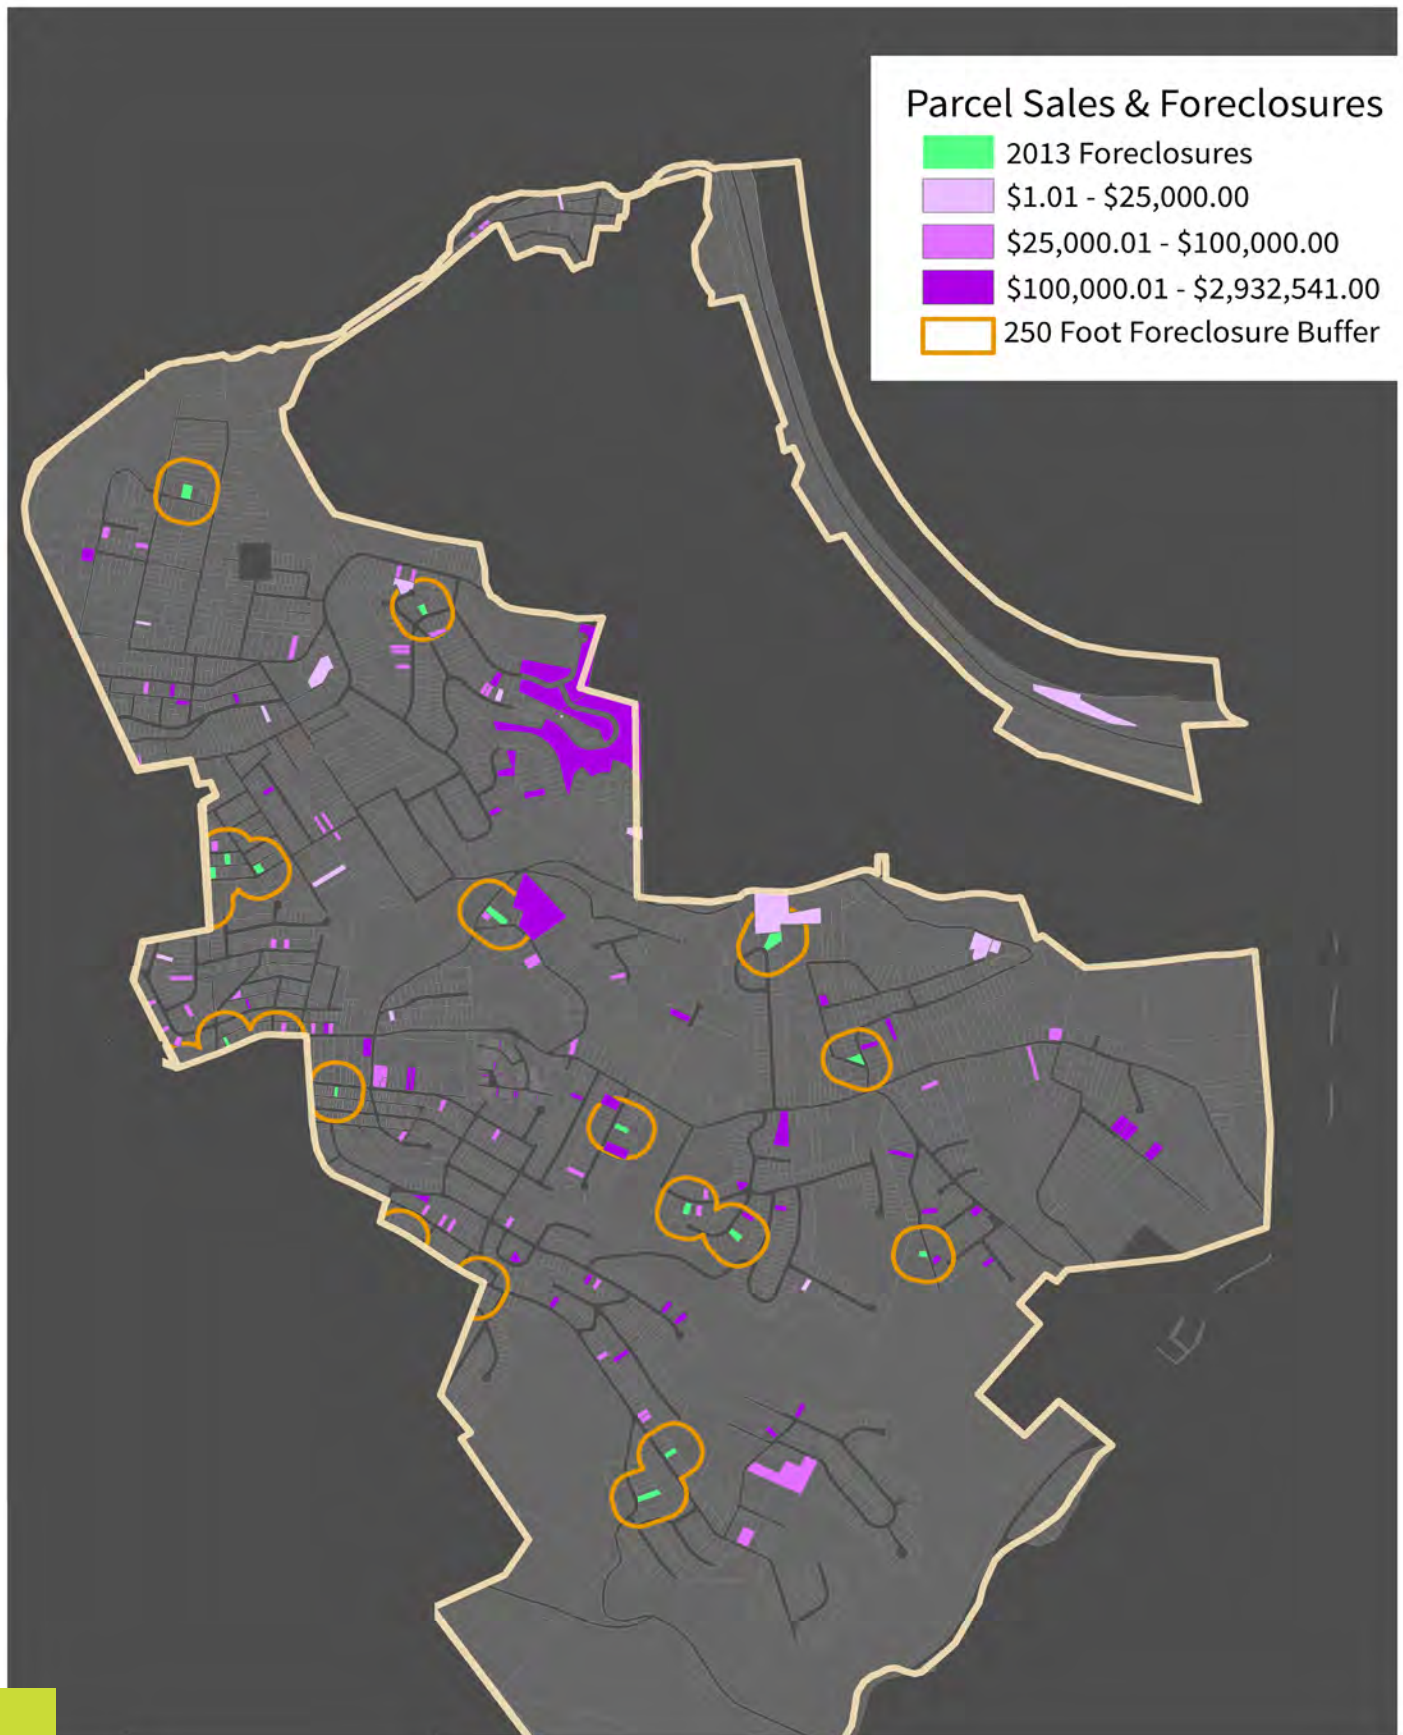 Parcel Sales & Foreclosures
2013 Foreclosures
$1.01 - $25,000.00
$25,000.01 - $100,000.00
$100,000.01 - $2,932,541.00
250 Foot Foreclosure Buffer